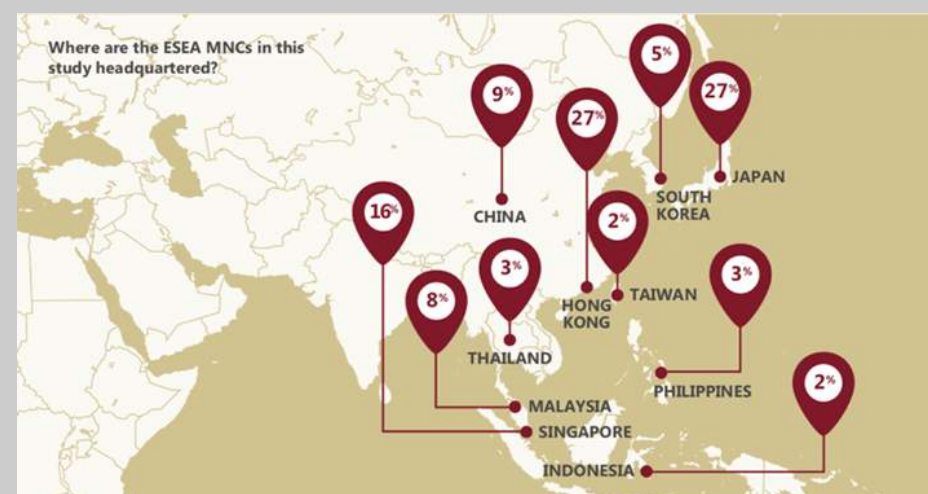 Where are the ESEA MNCs in this
study headquartered?
5%
9%
27%
27%
JAPAN
SOUTH
KOREA
16%
CHINA
2%
3%
3%
8%
TAIWAN
HONG
KONG
THAILAND
PHILIPPINES
2%
MALAYSIA
SINGAPORE
INDONESIA